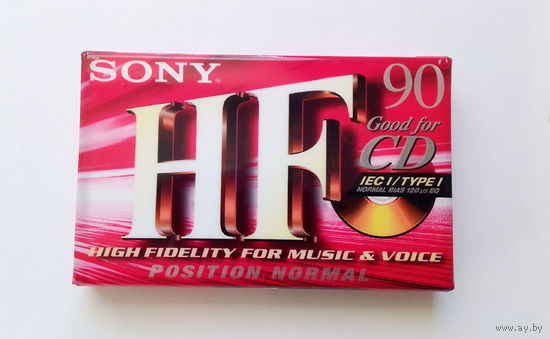 SONY
HF
90
Good for
CD
IEC I / TYPE I
NORMAL BIAS 120 µs EQ
HIGH FIDELITY FOR MUSIC & VOICE
POSITION NORMAL
www.ay.by